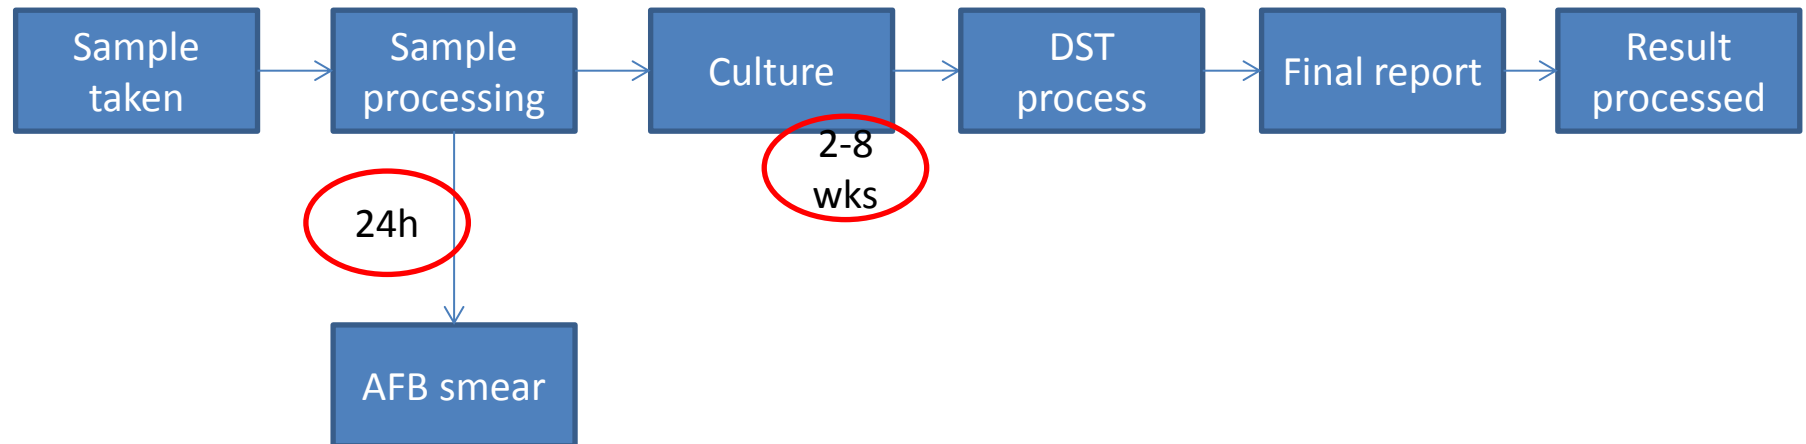 Sample
taken
Sample
processing
Culture
DST
process
Final report
Result
processed
2-8
wks
24h
AFB smear